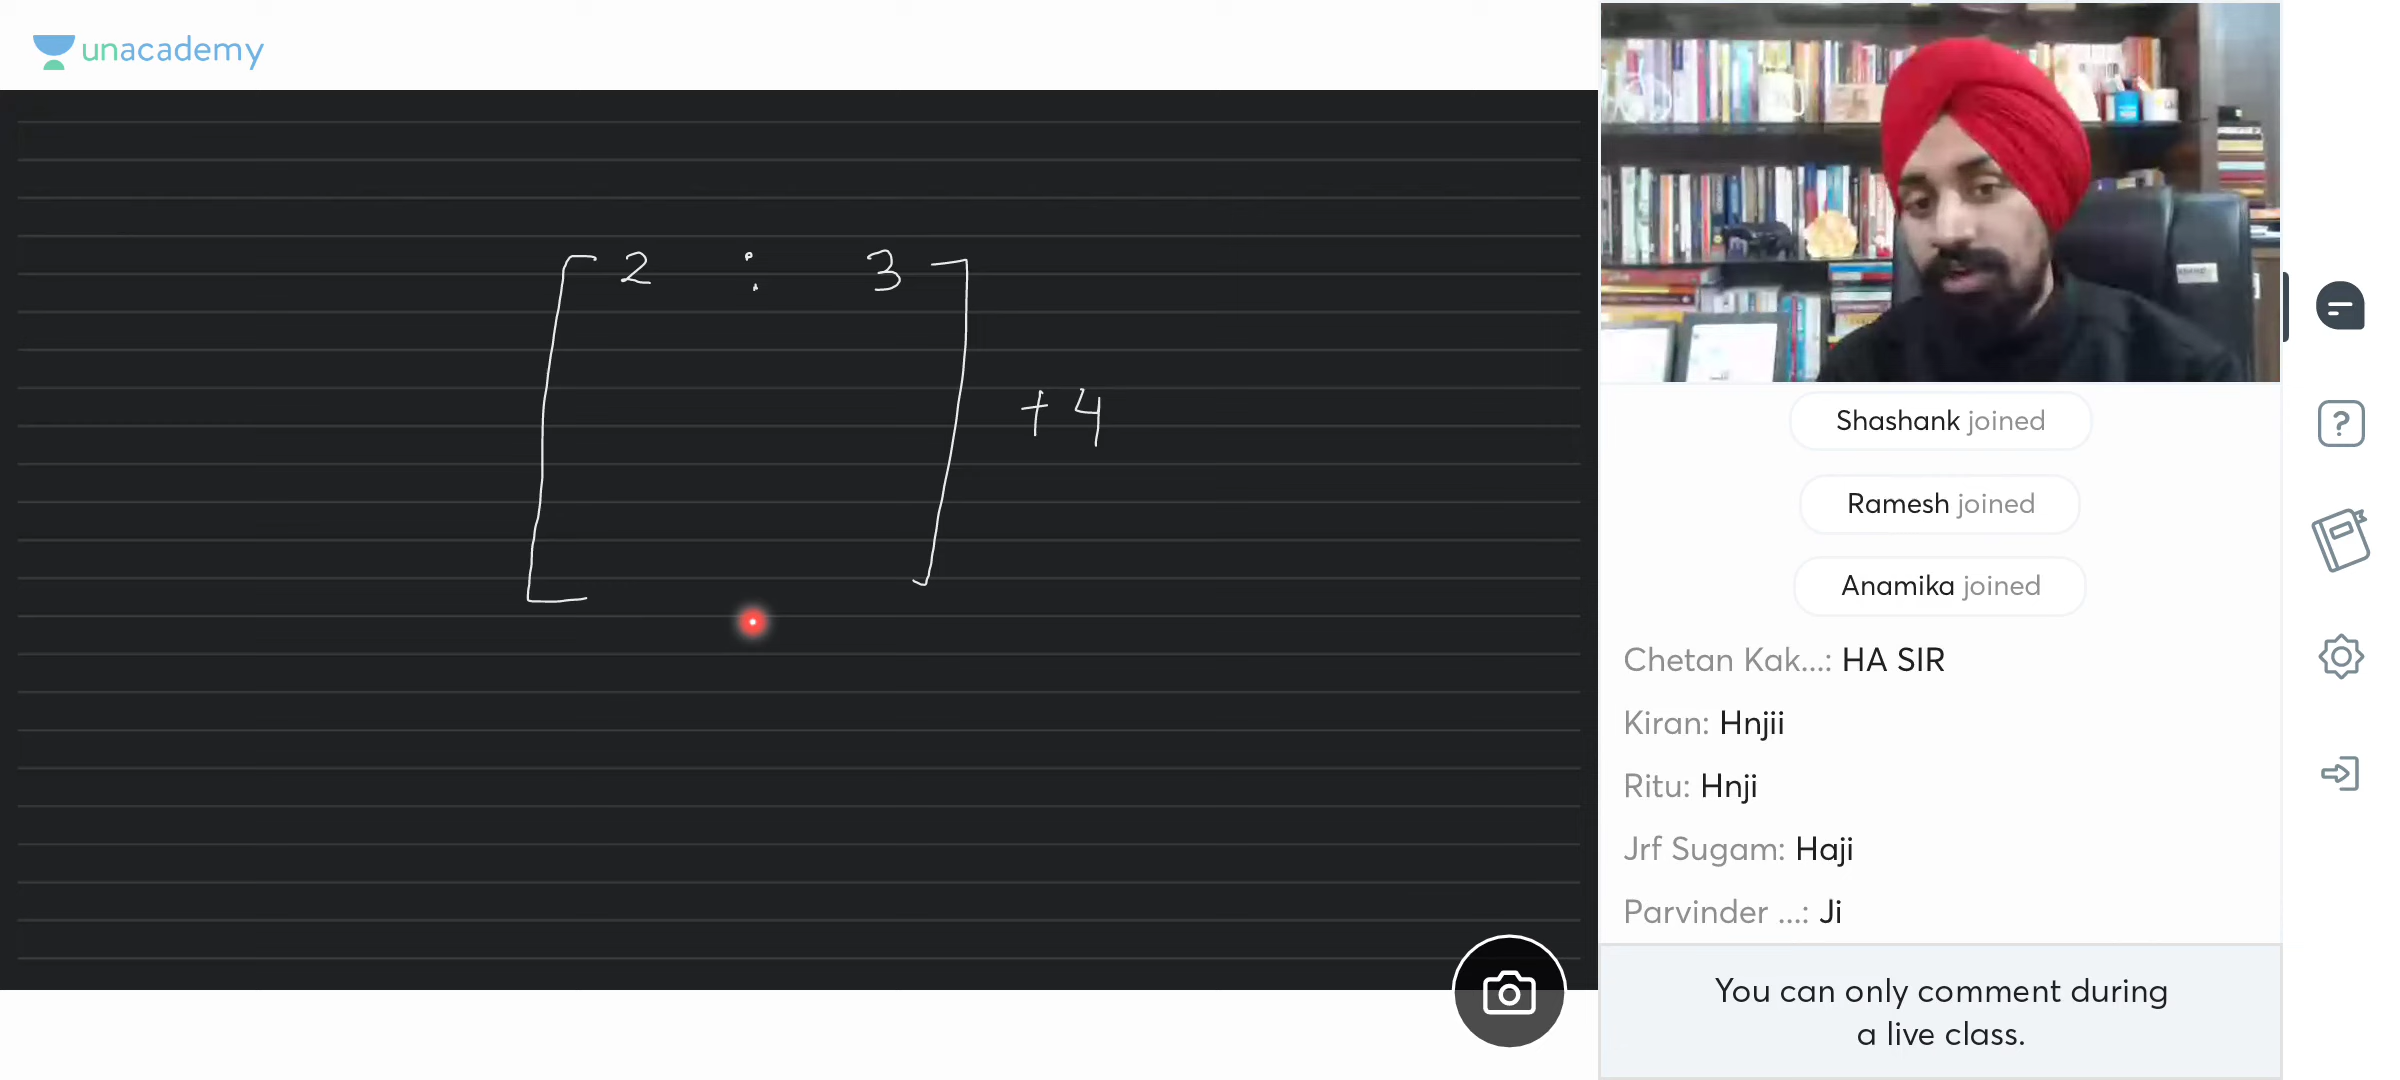 unacademy
2 : 3
+ 4
Shashank joined
Ramesh joined
Anamika joined
Chetan Kak...: HA SIR
Kiran: Hnjii
Ritu: Hnji
Jrf Sugam: Haji
Parvinder ...: Ji
You can only comment during
a live class.
?